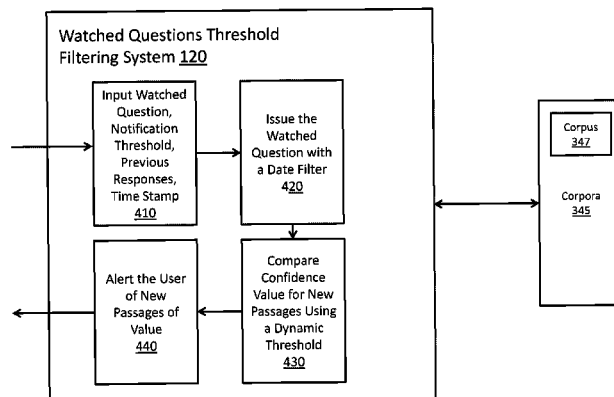 Watched Questions Threshold
Filtering System 120
Input Watched
Question,
Notification
Threshold,
Previous
Responses,
Time Stamp
410
Issue the
Watched
Question with
a Date Filter
420
Compare
Confidence
Value for New
Passages Using
a Dynamic
Threshold
430
Alert the User
of New
Passages of
Value
440
Corpus
347
Corpora
345